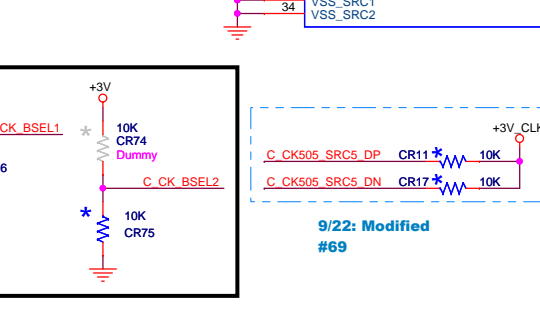 VSS_SRC1
34 VSS_SRC2
+3V
CK_BSEL1
* 10K
CR74
Dummy
6
C_CK_BSEL2
* 10K
CR75
+3V_CLK
C_CK505_SRC5_DP CR11 * 10K
C_CK505_SRC5_DN CR17 * 10K
9/22: Modified
#69